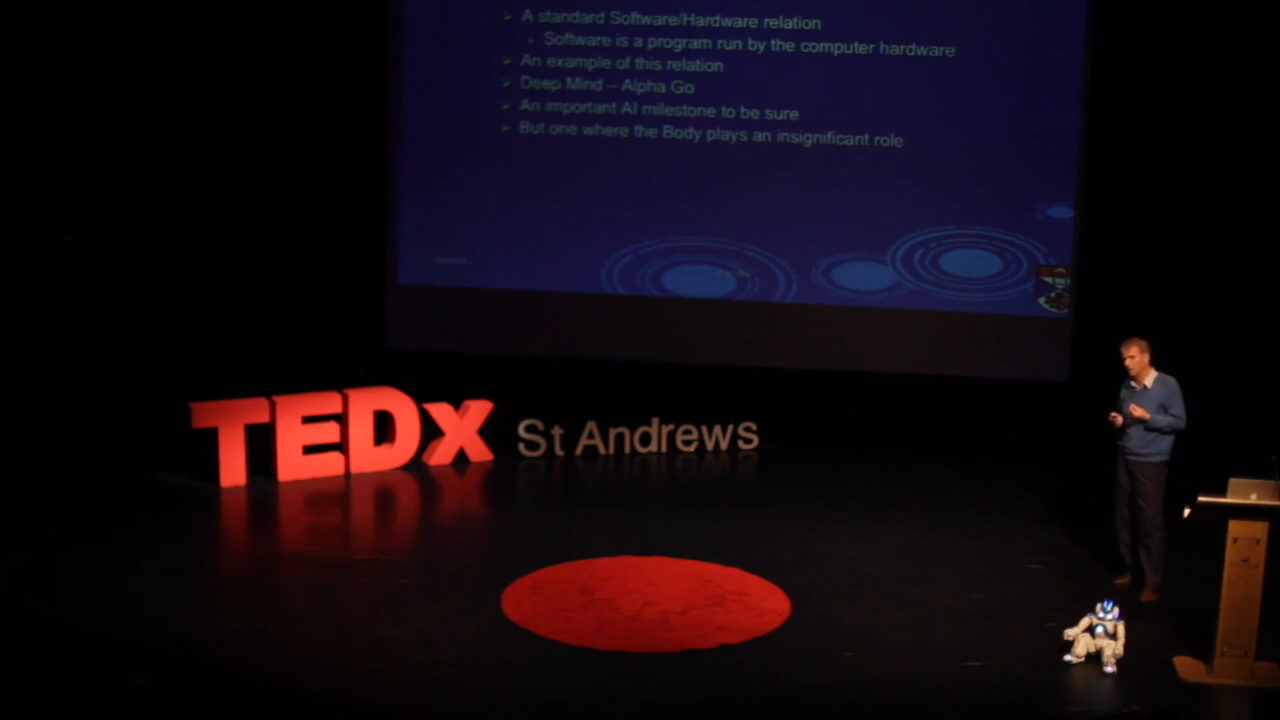 A standard Software/Hardware relation
Software is a program run by the computer hardware
An example of this relation
Deep Mind – Alpha Go
An important AI milestone to be sure
But one where the Body plays an insignificant role
TEDx St Andrews